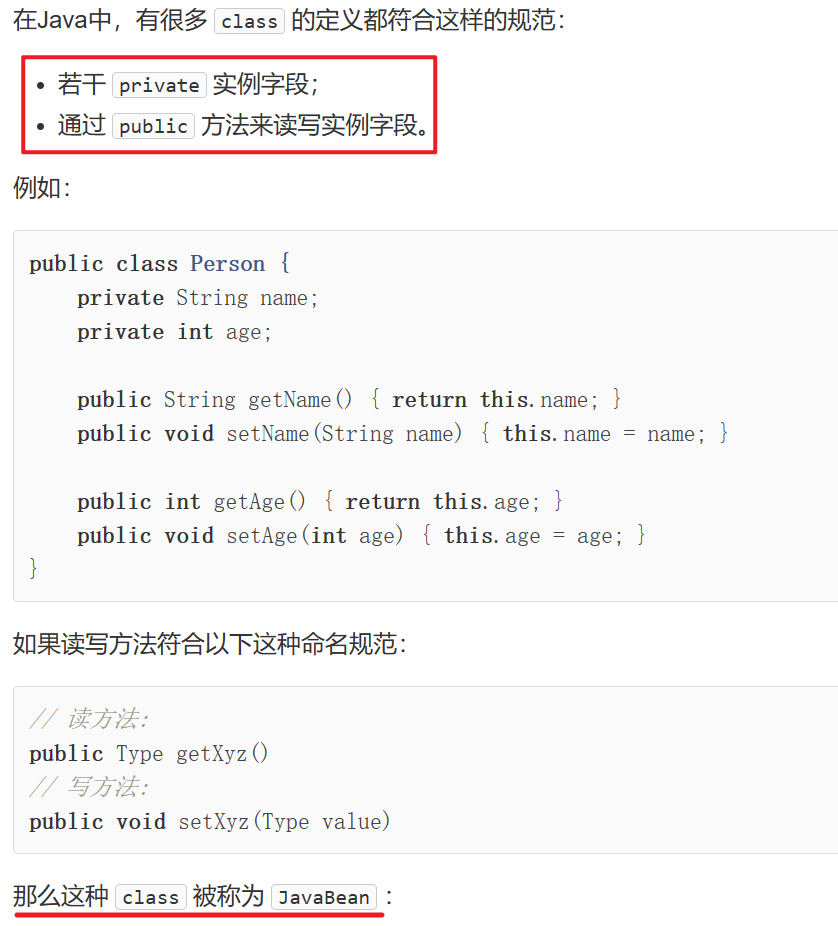 在Java中，有很多 class 的定义都符合这样的规范：
• 若干 private 实例字段；
• 通过 public 方法来读写实例字段。
例如：
public class Person {
    private String name;
    private int age;
    public String getName() { return this.name; }
    public void setName(String name) { this.name = name; }
    public int getAge() { return this.age; }
    public void setAge(int age) { this.age = age; }
}
如果读写方法符合以下这种命名规范：
// 读方法:
public Type getXyz()
// 写方法:
public void setXyz(Type value)
那么这种 class 被称为 JavaBean ：